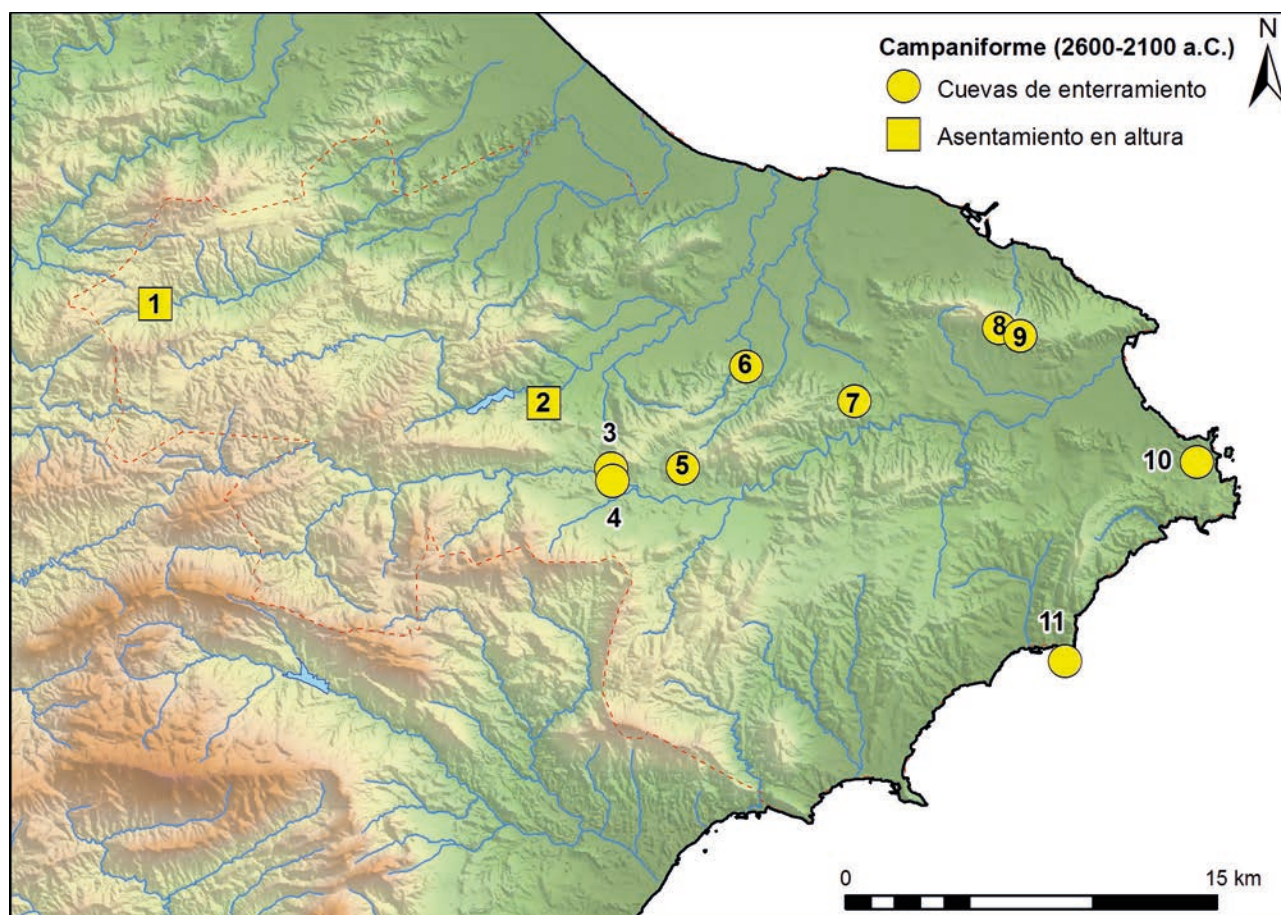 Campaniforme (2600-2100 a.C.)
N
Cuevas de enterramiento
Asentamiento en altura
1
2
3
4
5
6
7
8
9
10
11
0
15 km